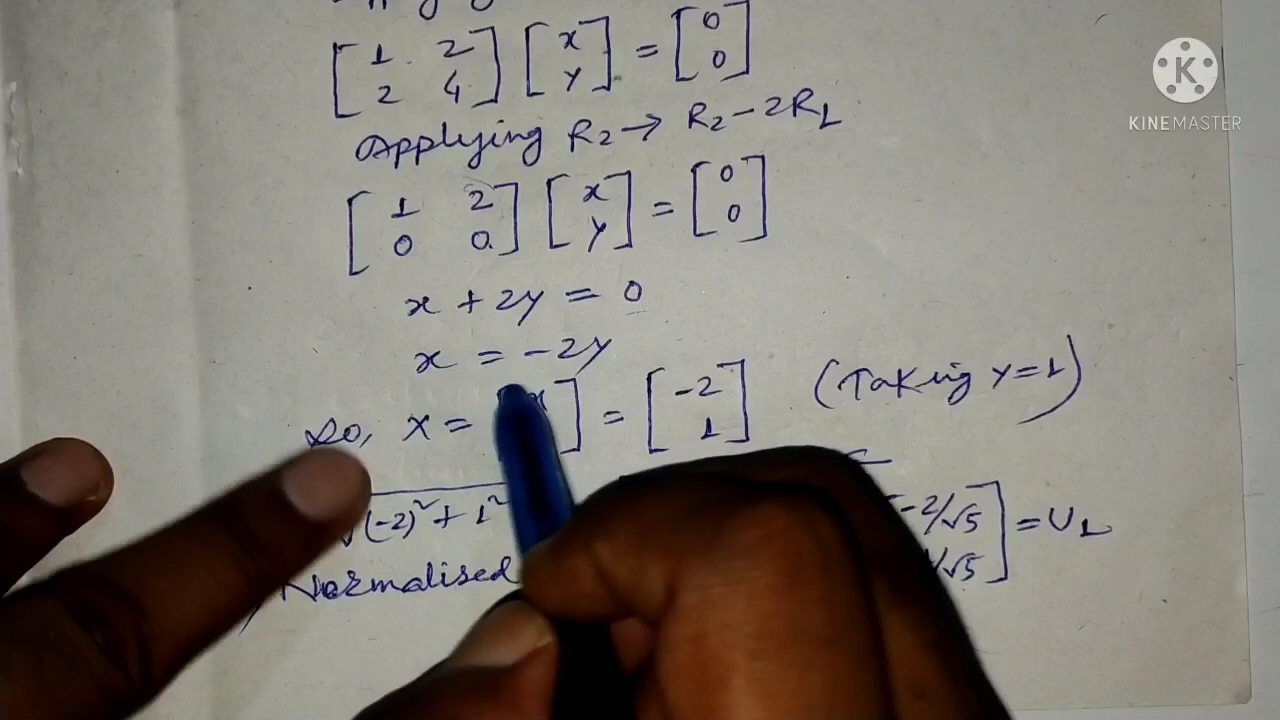 [1 2
2 4] [x
y] = [0
0]
Applying R₂ → R₂ - 2R₁
[1 2
0 0] [x
y] = [0
0]
x + 2y = 0
x = -2y
So, X = [x ] = [-2
1] (Taking y=1)
√(-2)² + 1²
-2/√5
/√5] = U₁
Normalised
KINEMASTER